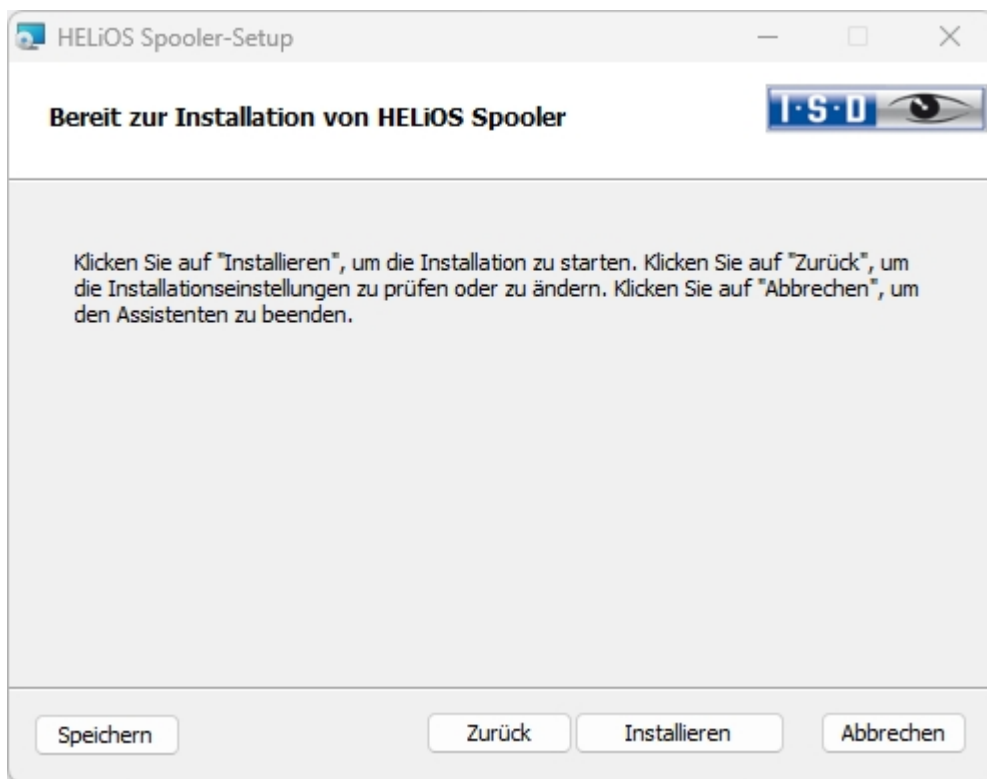 HELiOS Spooler-Setup
Bereit zur Installation von HELiOS Spooler
I·S·D
Klicken Sie auf "Installieren", um die Installation zu starten. Klicken Sie auf "Zurück", um
die Installationseinstellungen zu prüfen oder zu ändern. Klicken Sie auf "Abbrechen", um
den Assistenten zu beenden.
Speichern
Zurück
Installieren
Abbrechen